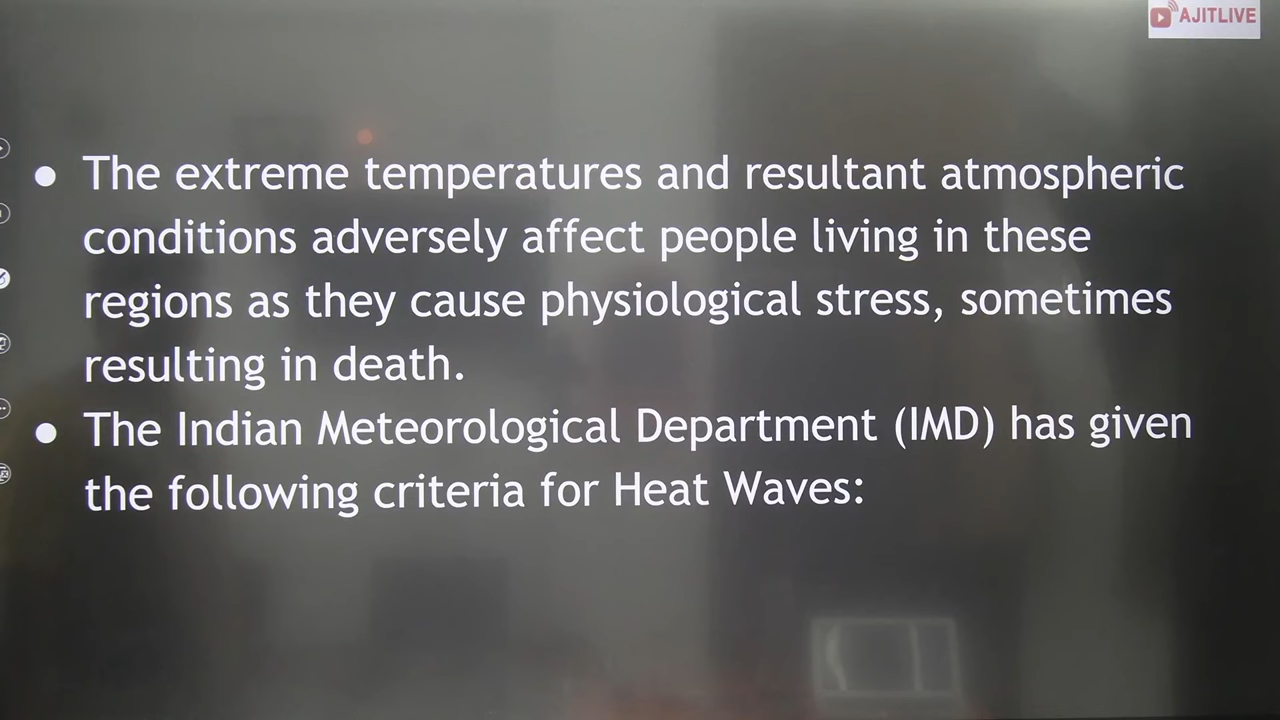 AJITLIVE
● The extreme temperatures and resultant atmospheric
conditions adversely affect people living in these
regions as they cause physiological stress, sometimes
resulting in death.
● The Indian Meteorological Department (IMD) has given
the following criteria for Heat Waves: